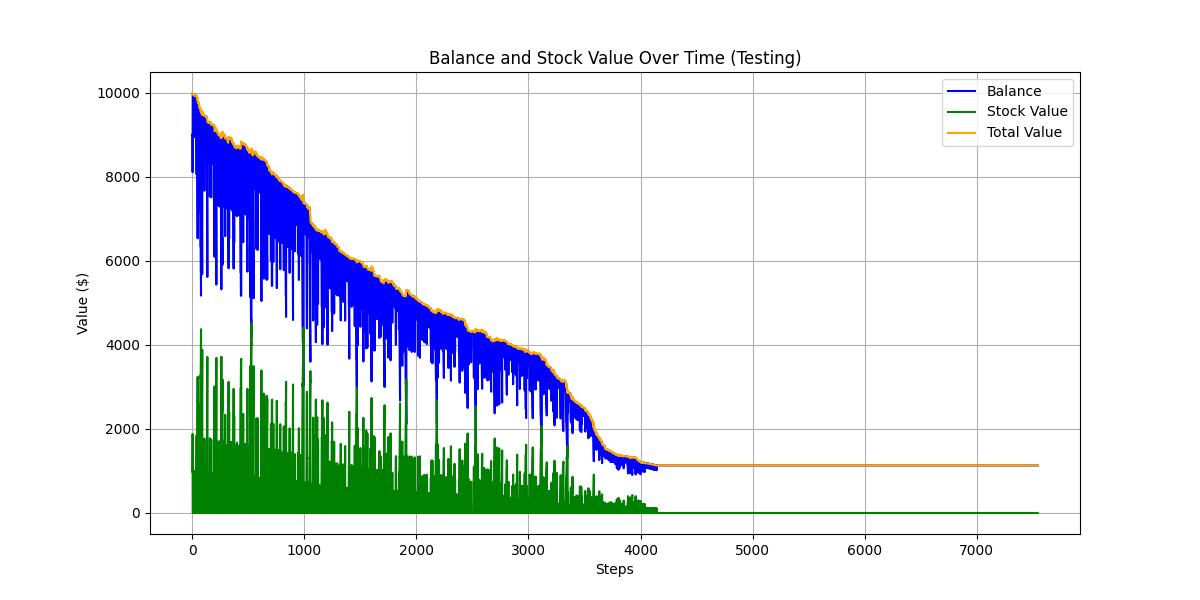 Balance and Stock Value Over Time (Testing)
Balance
Stock Value
Total Value
10000
8000
6000
4000
2000
0
Value ($)
0 1000 2000 3000 4000 5000 6000 7000
Steps